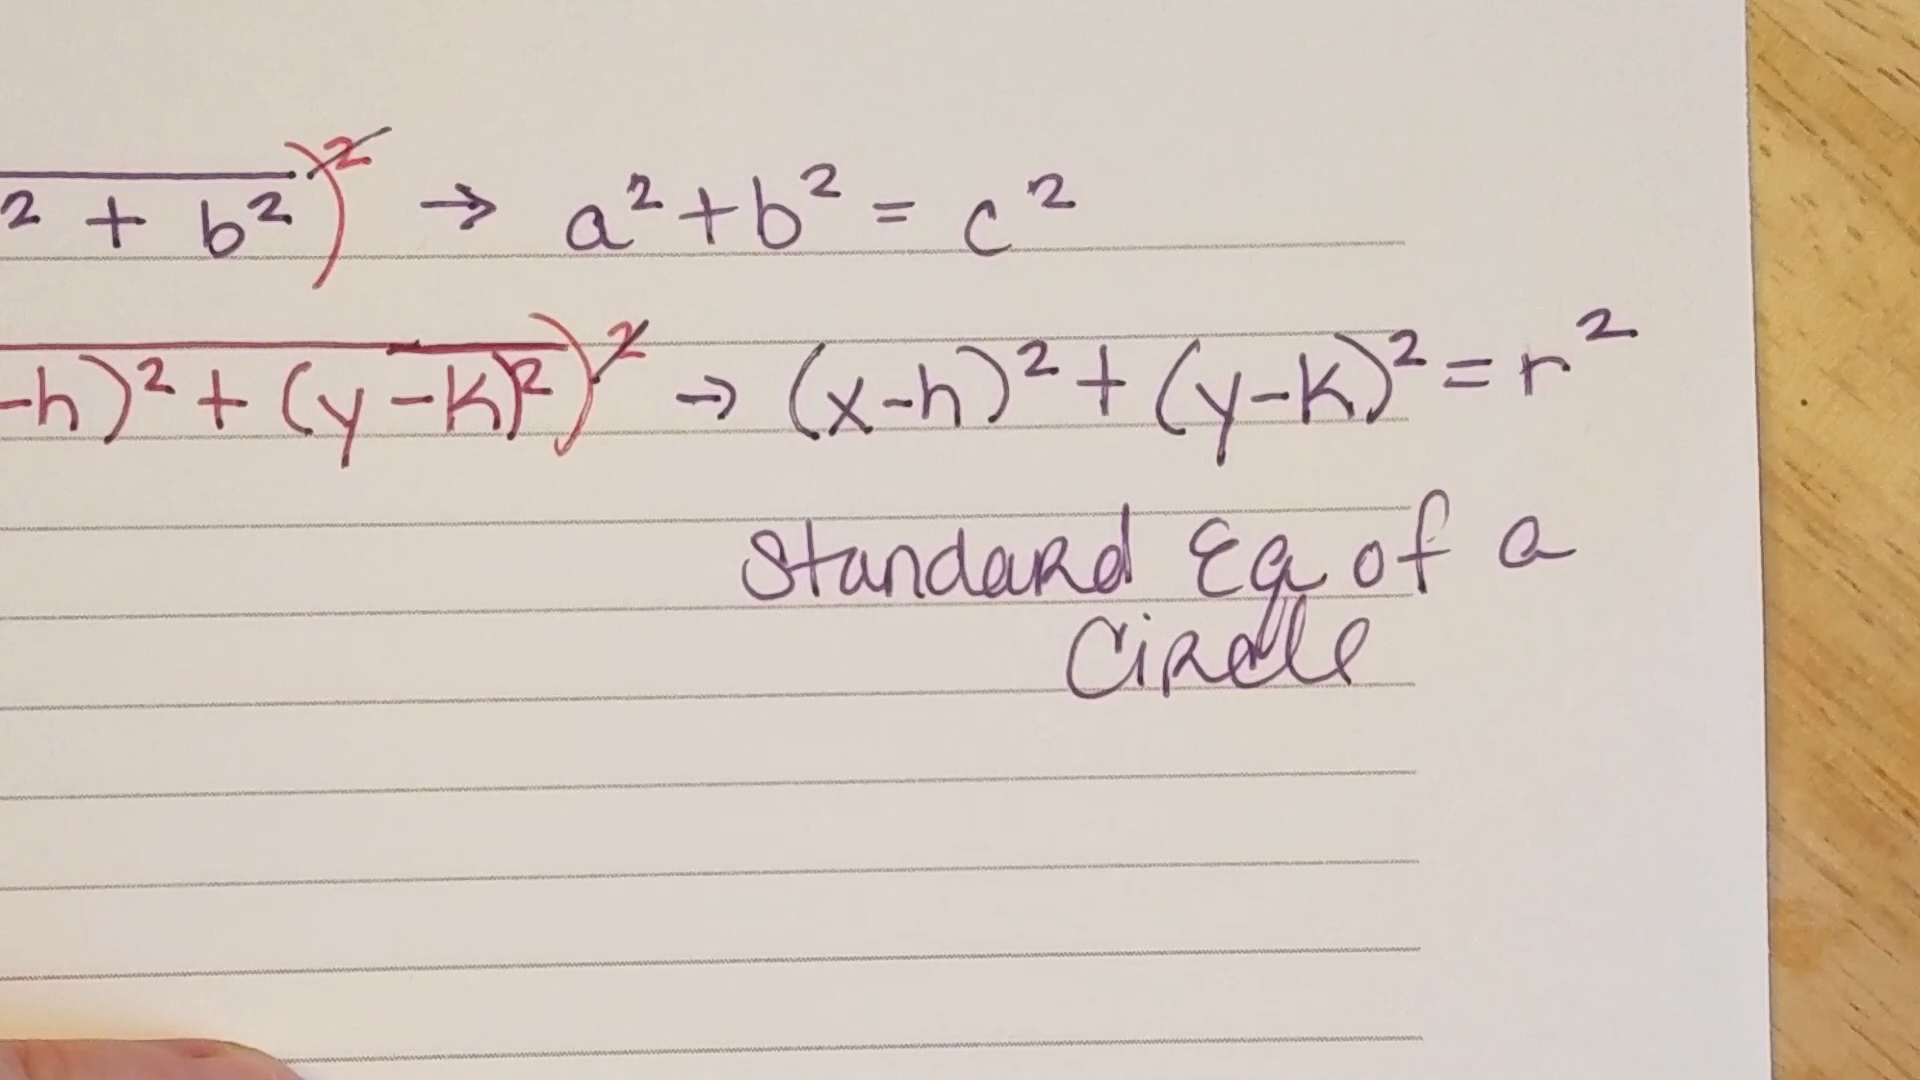 ² + b²)² → a² + b² = c²
-h)² + (y-k)²)² → (x-h)² + (y-k)² = r²
Standard Eq of a
Circle